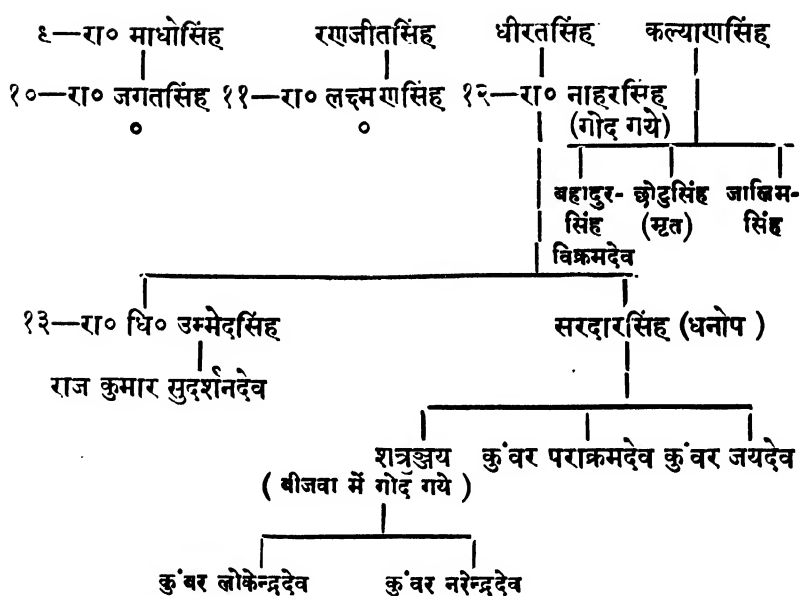 ९—रा० माधोसिंह रणजीतसिंह धीरतसिंह कल्याणसिंह
१०—रा० जगतसिंह ११—रा० लक्ष्मणसिंह १२—रा० नाहरसिंह
(गोद गये)
बहादुर- छोटुसिंह जालिम-
सिंह (मृत) सिंह
विक्रमदेव
१३—रा० धि० उम्मेदसिंह सरदारसिंह (धनोप )
राज कुमार सुदर्शनदेव
शत्रुञ्जय कुंवर पराक्रमदेव कुंवर जयदेव
( बीजवा में गोद गये )
कुंवर लोकेन्द्रदेव कुंवर नरेन्द्रदेव